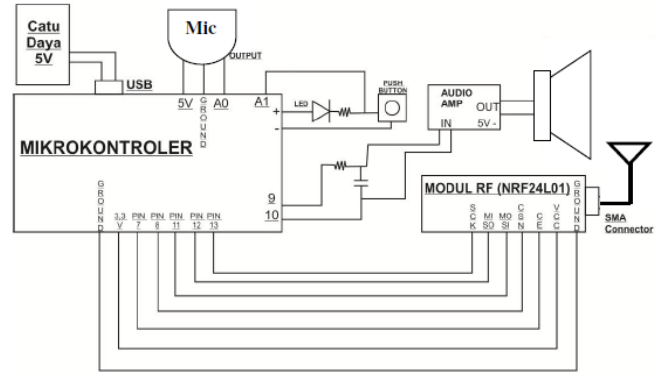 Catu
Daya
5V
Mic
OUTPUT
USB
5V
GROUND
A0
A1
+
-
LED
PUSH
BUTTON
AUDIO
AMP
OUT
IN
5V -
MIKROKONTROLER
9
10
GROUND
3,3
V
PIN
7
PIN
8
PIN
11
PIN
12
PIN
13
MODUL RF (NRF24L01)
SCK
MISO
MOSI
CSN
CE
VCC
GROUND
SMA
Connector